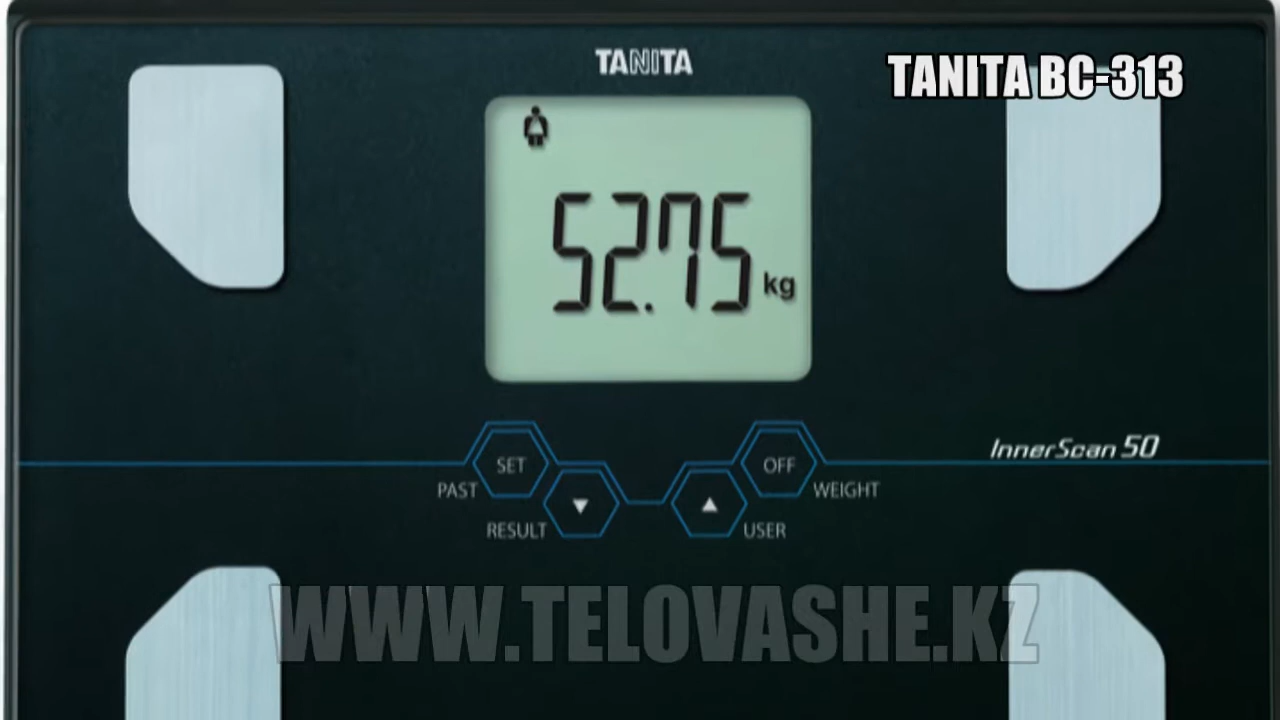 TANITA
TANITA BC-313
52.75 kg
InnerScan 50
SET
OFF
PAST
WEIGHT
RESULT
USER
WWW.TELOVASHE.KZ